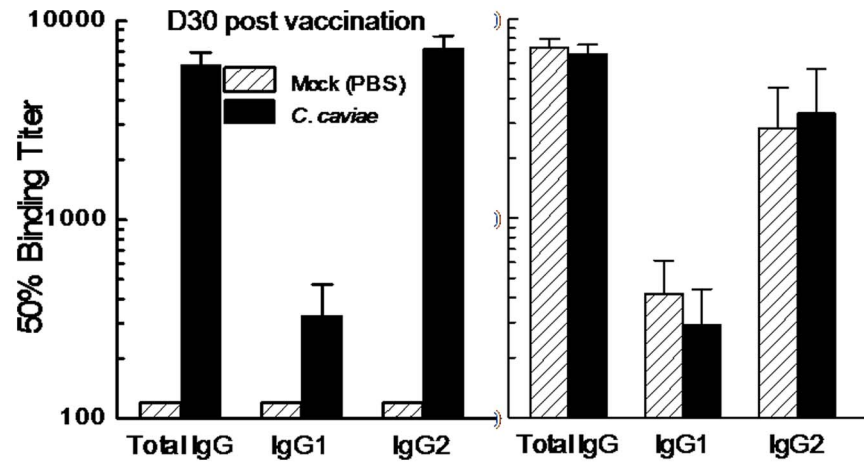 D30 post vaccination
Mock (PBS)
C. caviae
50% Binding Titer
10000
1000
100
Total IgG IgG1 IgG2
Total IgG IgG1 IgG2